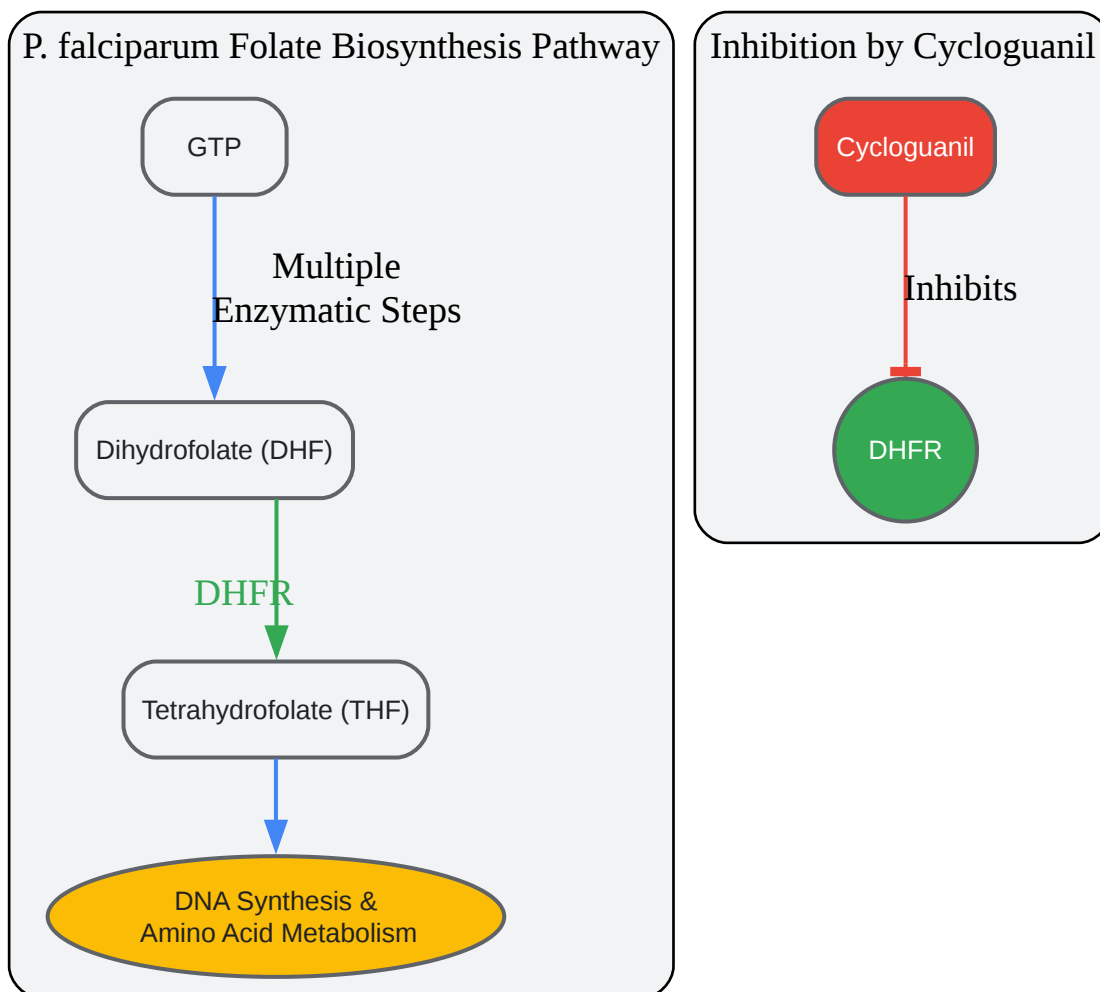 P. falciparum Folate Biosynthesis Pathway
GTP
Multiple
Enzymatic Steps
Dihydrofolate (DHF)
DHFR
Tetrahydrofolate (THF)
DNA Synthesis &
Amino Acid Metabolism
Inhibition by Cycloguanil
Cycloguanil
Inhibits
DHFR